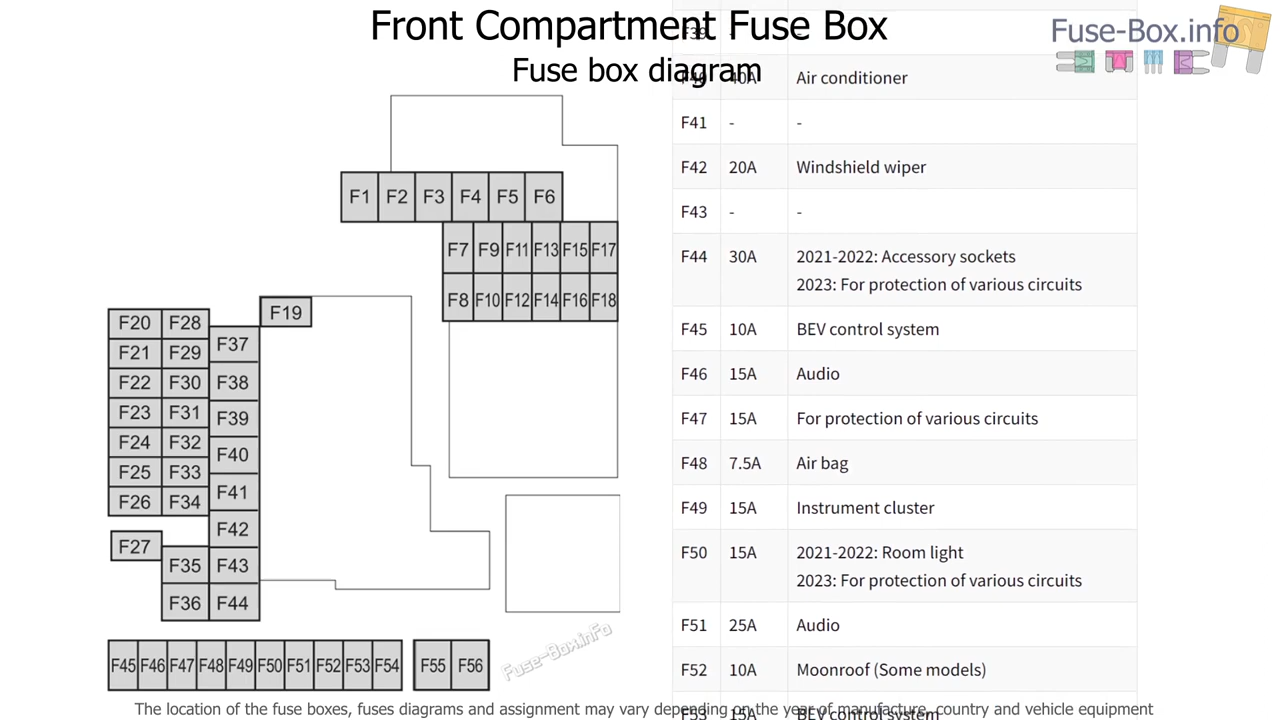 Front Compartment Fuse Box
Fuse box diagram
Fuse-Box.info
F1 F2 F3 F4 F5 F6
F7 F9 F11 F13 F15 F17
F8 F10 F12 F14 F16 F18
F19
F20 F28
F37
F21 F29
F22 F30 F38
F23 F31 F39
F24 F32
F40
F25 F33
F41
F26 F34
F42
F27
F35 F43
F36 F44
F45 F46 F47 F48 F49 F50 F51 F52 F53 F54 F55 F56
Fuse-Box.info
F39 - -
F40 40A Air conditioner
F41 - -
F42 20A Windshield wiper
F43 - -
F44 30A 2021-2022: Accessory sockets
2023: For protection of various circuits
F45 10A BEV control system
F46 15A Audio
F47 15A For protection of various circuits
F48 7.5A Air bag
F49 15A Instrument cluster
F50 15A 2021-2022: Room light
2023: For protection of various circuits
F51 25A Audio
F52 10A Moonroof (Some models)
F53 15A BEV control system
The location of the fuse boxes, fuses diagrams and assignment may vary depending on the year of manufacture, country and vehicle equipment